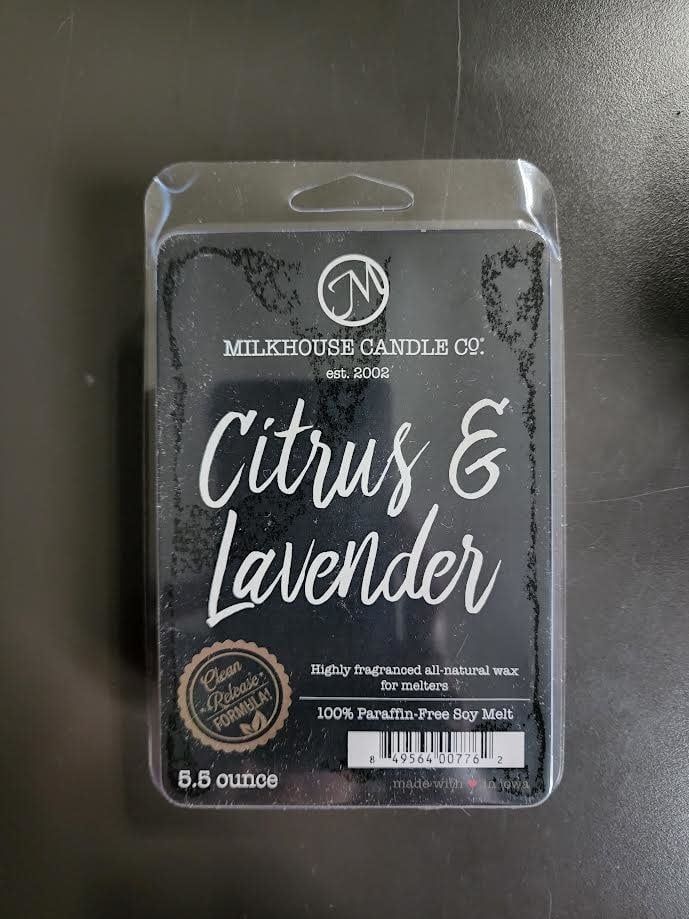 JM
MILKHOUSE CANDLE Co.®
est. 2002
Citrus &
Lavender
Clean
Release
FORMULA!
Highly fragranced all-natural wax
for melters
100% Paraffin-Free Soy Melt
8 49564 00776 2
5.5 ounce
made with ♥ in iowa